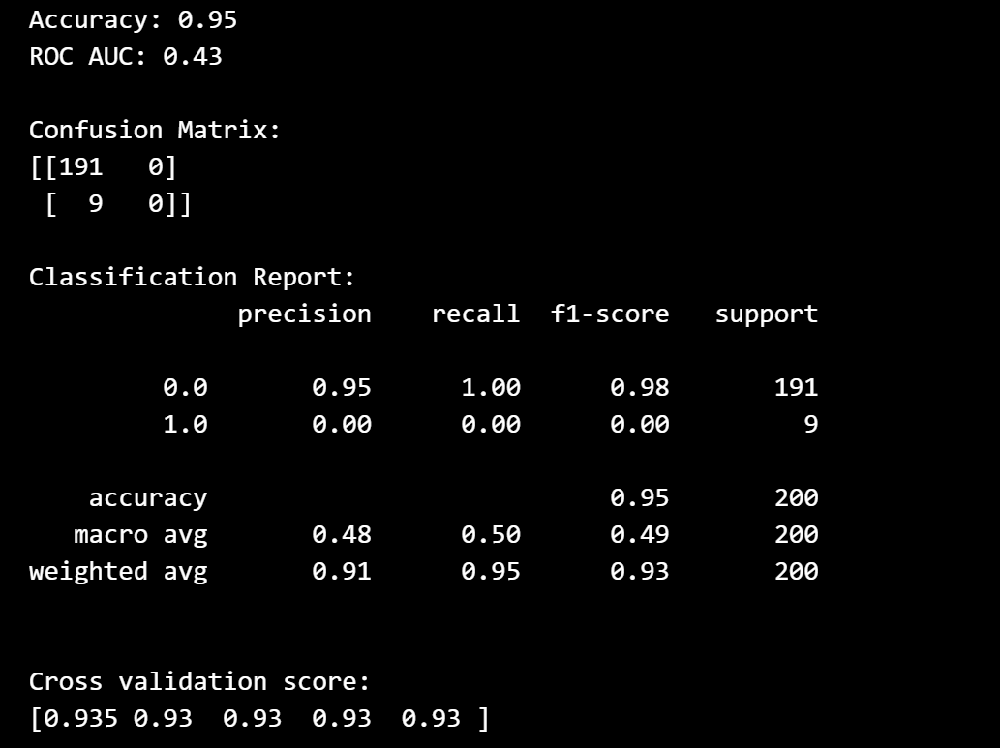 Accuracy: 0.95
ROC AUC: 0.43
Confusion Matrix:
[[191   0]
 [  9   0]]
Classification Report:
              precision    recall  f1-score   support
         0.0       0.95      1.00      0.98       191
         1.0       0.00      0.00      0.00         9
    accuracy                           0.95       200
   macro avg       0.48      0.50      0.49       200
weighted avg       0.91      0.95      0.93       200
Cross validation score:
[0.935 0.93  0.93  0.93  0.93 ]